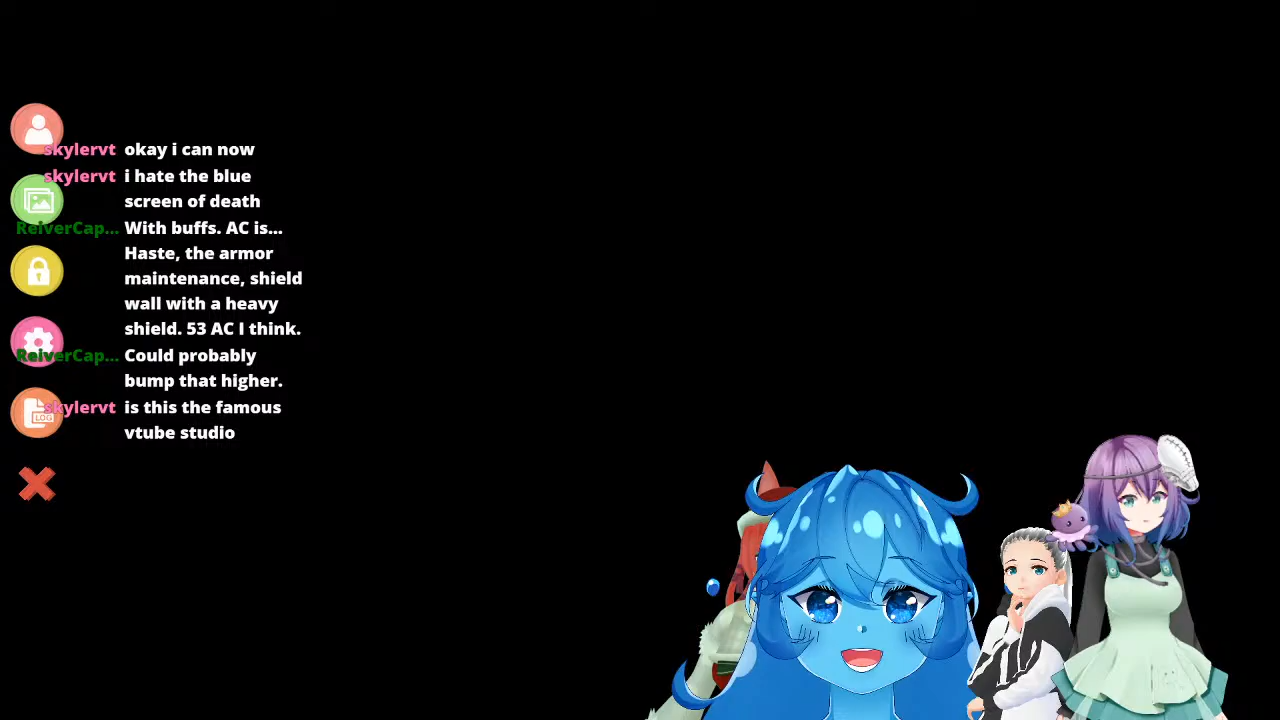 skylervt okay i can now
skylervt i hate the blue
screen of death
ReiverCap... With buffs. AC is...
Haste, the armor
maintenance, shield
wall with a heavy
shield. 53 AC I think.
ReiverCap... Could probably
bump that higher.
skylervt is this the famous
LOG
vtube studio